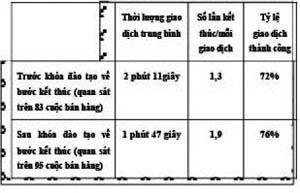 Thời lượng giao
dịch trung bình
Số lần kết
thúc/mỗi
giao dịch
Tỷ lệ
giao dịch
thành công
Trước khóa đào tạo về
bước kết thúc (quan sát
trên 83 cuộc bán hàng)
2 phút 11giây
1,3
72%
Sau khóa đào tạo về
bước kết thúc (quan sát
trên 95 cuộc bán hàng)
1 phút 47 giây
1,9
76%